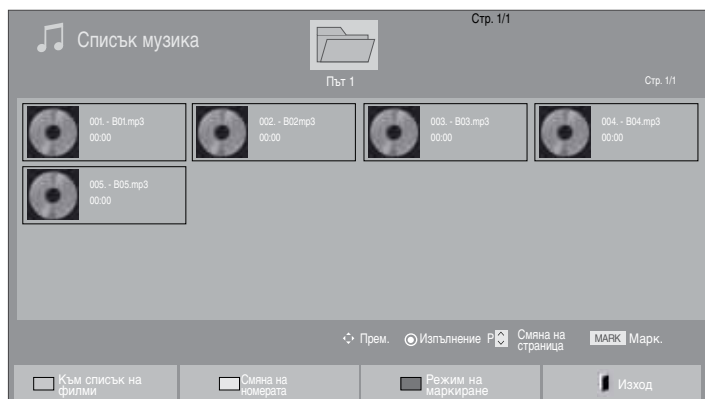 Стр. 1/1
Списък музика
Път 1
Стр. 1/1
001. - B01.mp3
00:00
002. - B02mp3
00:00
003. - B03.mp3
00:00
004. - B04.mp3
00:00
005. - B05.mp3
00:00
Прем. Изпълнение P Смяна на страница MARK Марк.
Към списък на
филми
Смяна на
номерата
Режим на
маркиране
Изход